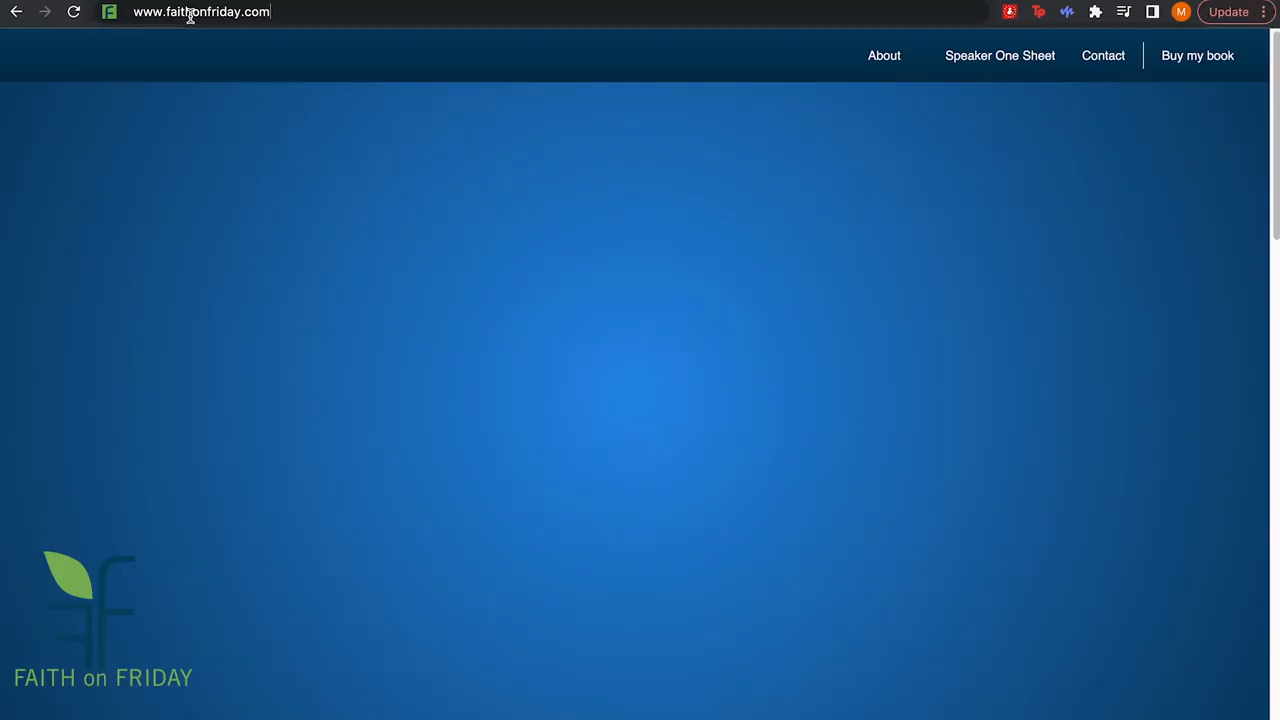 www.faithonfriday.com
Update
M
About
Speaker One Sheet
Contact
Buy my book
FAITH on FRIDAY